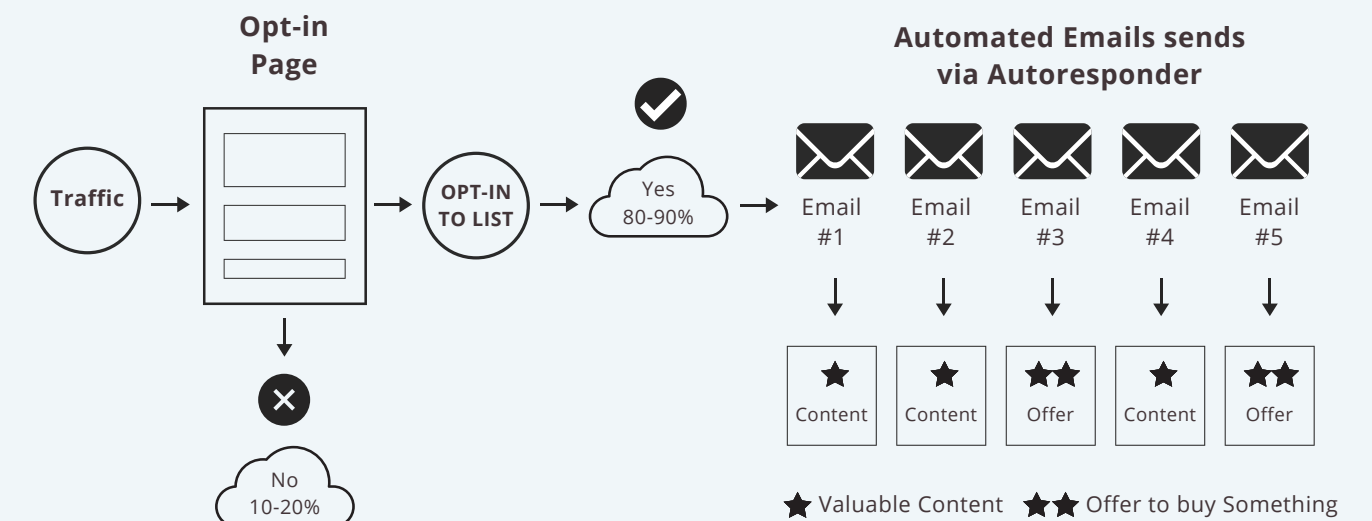 Opt-in
Page
Automated Emails sends
via Autoresponder
Traffic
OPT-IN
TO LIST
Yes
80-90%
Email
#1
Email
#2
Email
#3
Email
#4
Email
#5
Content
Content
Offer
Content
Offer
No
10-20%
Valuable Content
Offer to buy Something